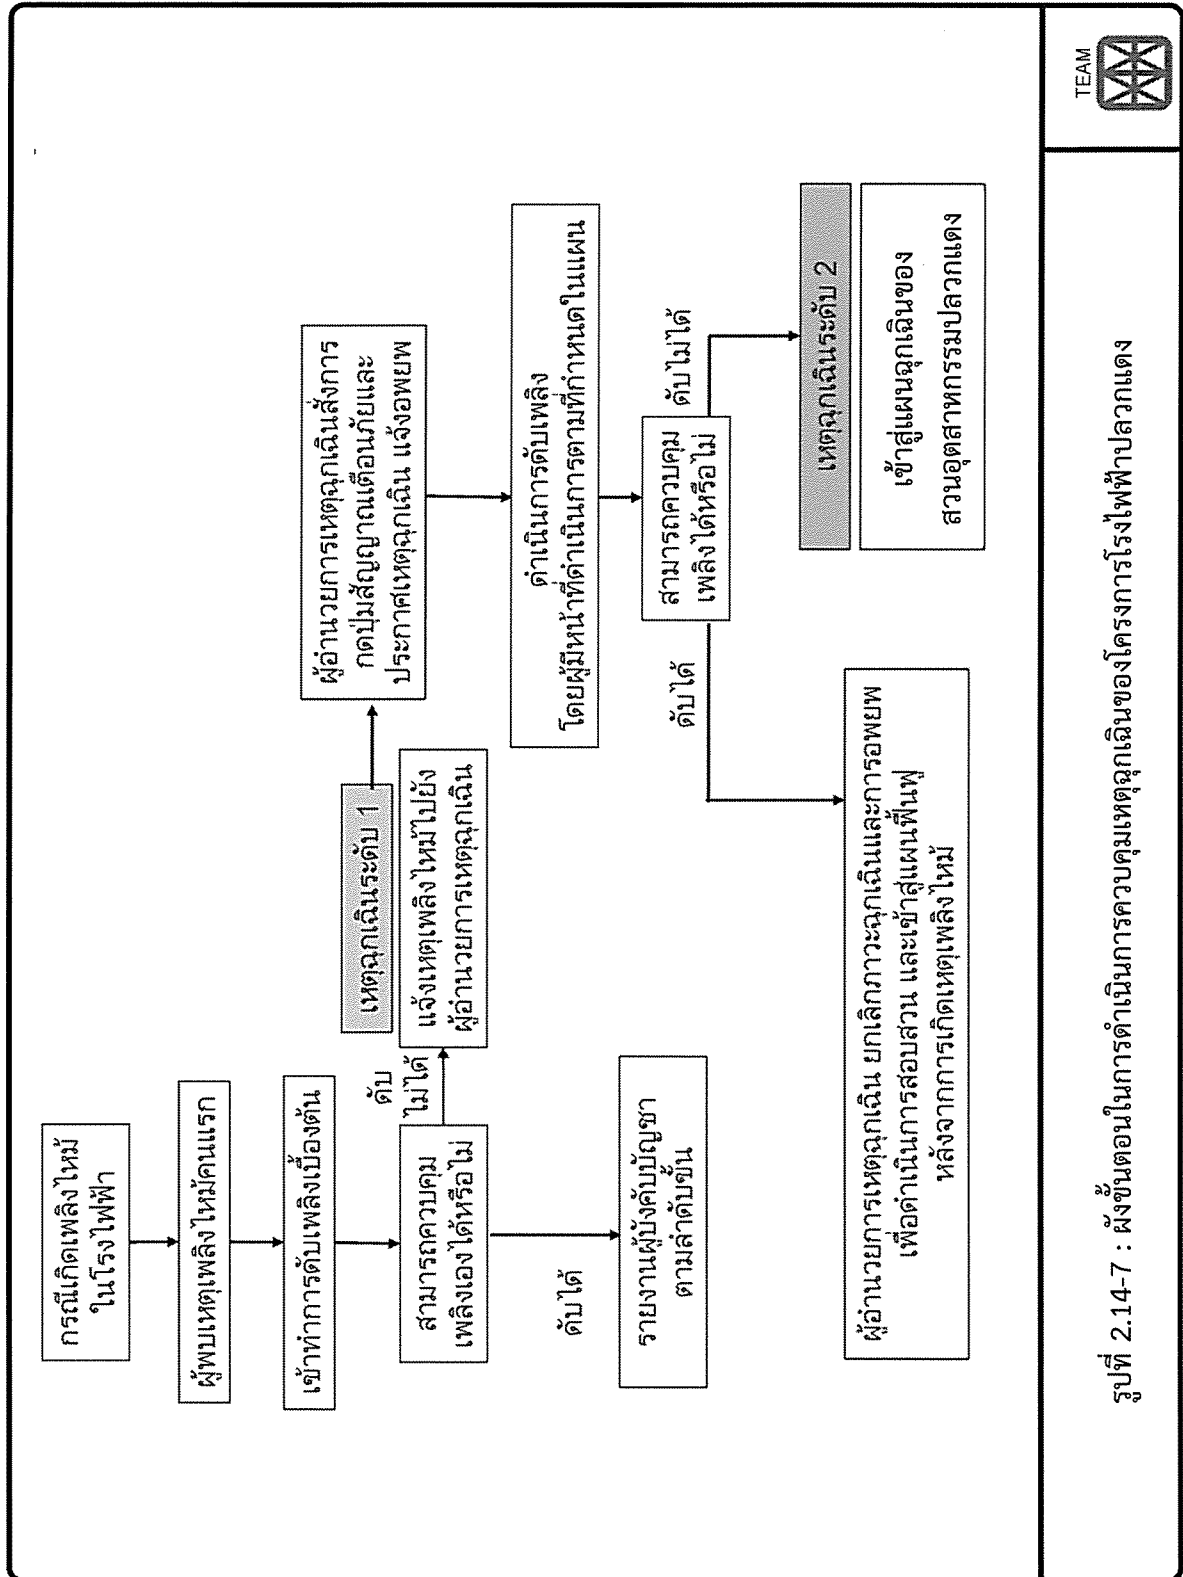 กรณีเกิดเพลิงไหม้
ในโรงไฟฟ้า
ผู้พบเหตุเพลิงไหม้คนแรก
เข้าทำการดับเพลิงเบื้องต้น
สามารถควบคุม
เพลิงเองได้หรือไม่
ดับได้
รายงานผู้บังคับบัญชา
ตามลำดับขั้น
ดับ
ไม่ได้
เหตุฉุกเฉินระดับ 1
แจ้งเหตุเพลิงไหม้ไปยัง
ผู้อำนวยการเหตุฉุกเฉิน
ผู้อำนวยการเหตุฉุกเฉินสั่งการ
กดปุ่มสัญญาณเตือนภัยและ
ประกาศเหตุฉุกเฉิน แจ้งอพยพ
ดำเนินการดับเพลิง
โดยผู้มีหน้าที่ดำเนินการตามที่กำหนดในแผน
สามารถควบคุม
เพลิงได้หรือไม่
ดับได้
ดับไม่ได้
ผู้อำนวยการเหตุฉุกเฉิน ยกเลิกภาวะฉุกเฉินและการอพยพ
เพื่อดำเนินการสอบสวน และเข้าสู่แผนฟื้นฟู
หลังจากการเกิดเหตุเพลิงไหม้
เหตุฉุกเฉินระดับ 2
เข้าสู่แผนฉุกเฉินของ
สวนอุตสาหกรรมปลวกแดง
รูปที่ 2.14-7 : ผังขั้นตอนในการดำเนินการควบคุมเหตุฉุกเฉินของโครงการโรงไฟฟ้าปลวกแดง
TEAM